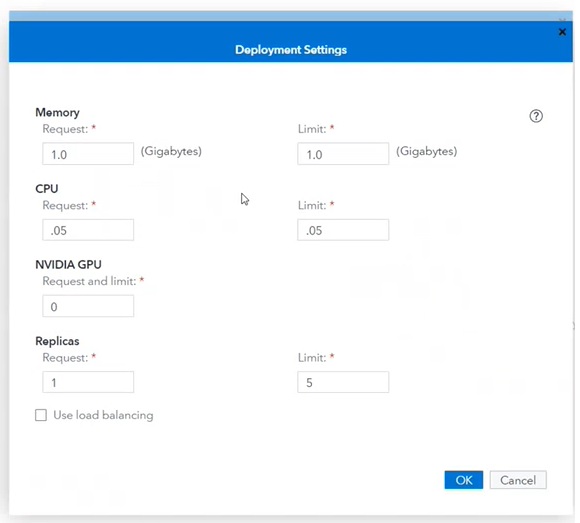 Deployment Settings
Memory
Request: * Limit: *
1.0 (Gigabytes) 1.0 (Gigabytes)
CPU
Request: * Limit: *
.05 .05
NVIDIA GPU
Request and limit: *
0
Replicas
Request: * Limit: *
1 5
Use load balancing
OK Cancel